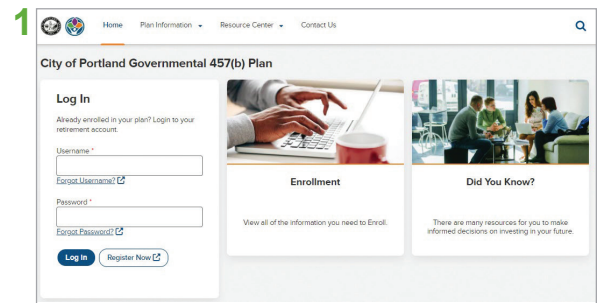 1
Home Plan Information Resource Center Contact Us
City of Portland Governmental 457(b) Plan
Log In
Already enrolled in your plan? Login to your
retirement account.
Username *
Forgot Username?
Password *
Forgot Password?
Log In Register Now
Enrollment
View all of the information you need to Enroll.
Did You Know?
There are many resources for you to make
informed decisions on investing in your future.